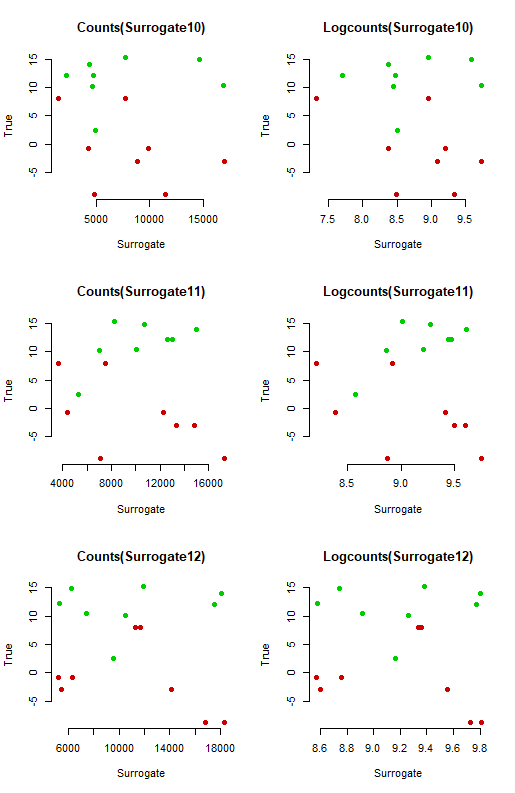 Counts(Surrogate10)
True
15
10
5
0
-5
5000 10000 15000
Surrogate
Logcounts(Surrogate10)
15
10
5
0
-5
7.5 8.0 8.5 9.0 9.5
Surrogate
Counts(Surrogate11)
True
15
10
5
0
-5
4000 8000 12000 16000
Surrogate
Logcounts(Surrogate11)
15
10
5
0
-5
8.5 9.0 9.5
Surrogate
Counts(Surrogate12)
True
15
10
5
0
-5
6000 10000 14000 18000
Surrogate
Logcounts(Surrogate12)
True
15
10
5
0
-5
8.6 8.8 9.0 9.2 9.4 9.6 9.8
Surrogate